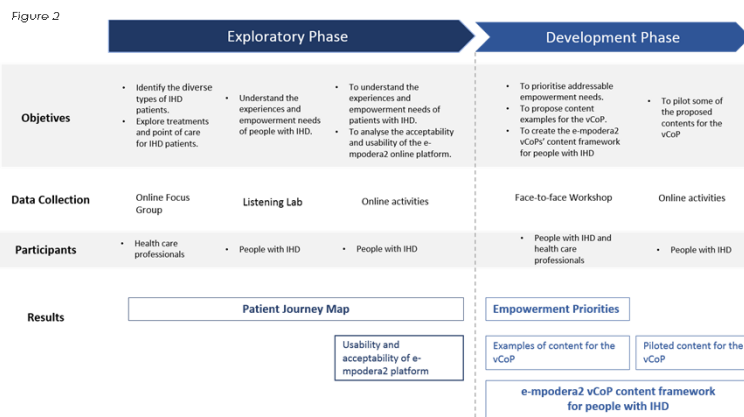 Figure 2
Exploratory Phase
Development Phase
Objetives
• Identify the diverse
types of IHD
patients.
• Explore treatments
and point of care
for IHD patients.
• Understand the
experiences and
empowerment needs
of people with IHD.
• To understand the
experiences and
empowerment needs of
patients with IHD.
• To analyse the acceptability
and usability of the e-
mpodera2 online platform.
• To prioritise addressable
empowerment needs.
• To propose content
examples for the vCoP.
• To create the e-mpodera2
vCoPs' content framework
for people with IHD
• To pilot some of
the proposed
contents for the
vCoP
Data Collection
Online Focus
Group
Listening Lab
Online activities
Face-to-face Workshop
Online activities
Participants
• Health care
professionals
• People with IHD
• People with IHD
• People with IHD and
health care
professionals
• People with IHD
Results
Patient Journey Map
Empowerment Priorities
Usability and
acceptability of e-
mpodera2 platform
Examples of content for the
vCoP
Piloted content for the
vCoP
e-mpodera2 vCoP content framework
for people with IHD